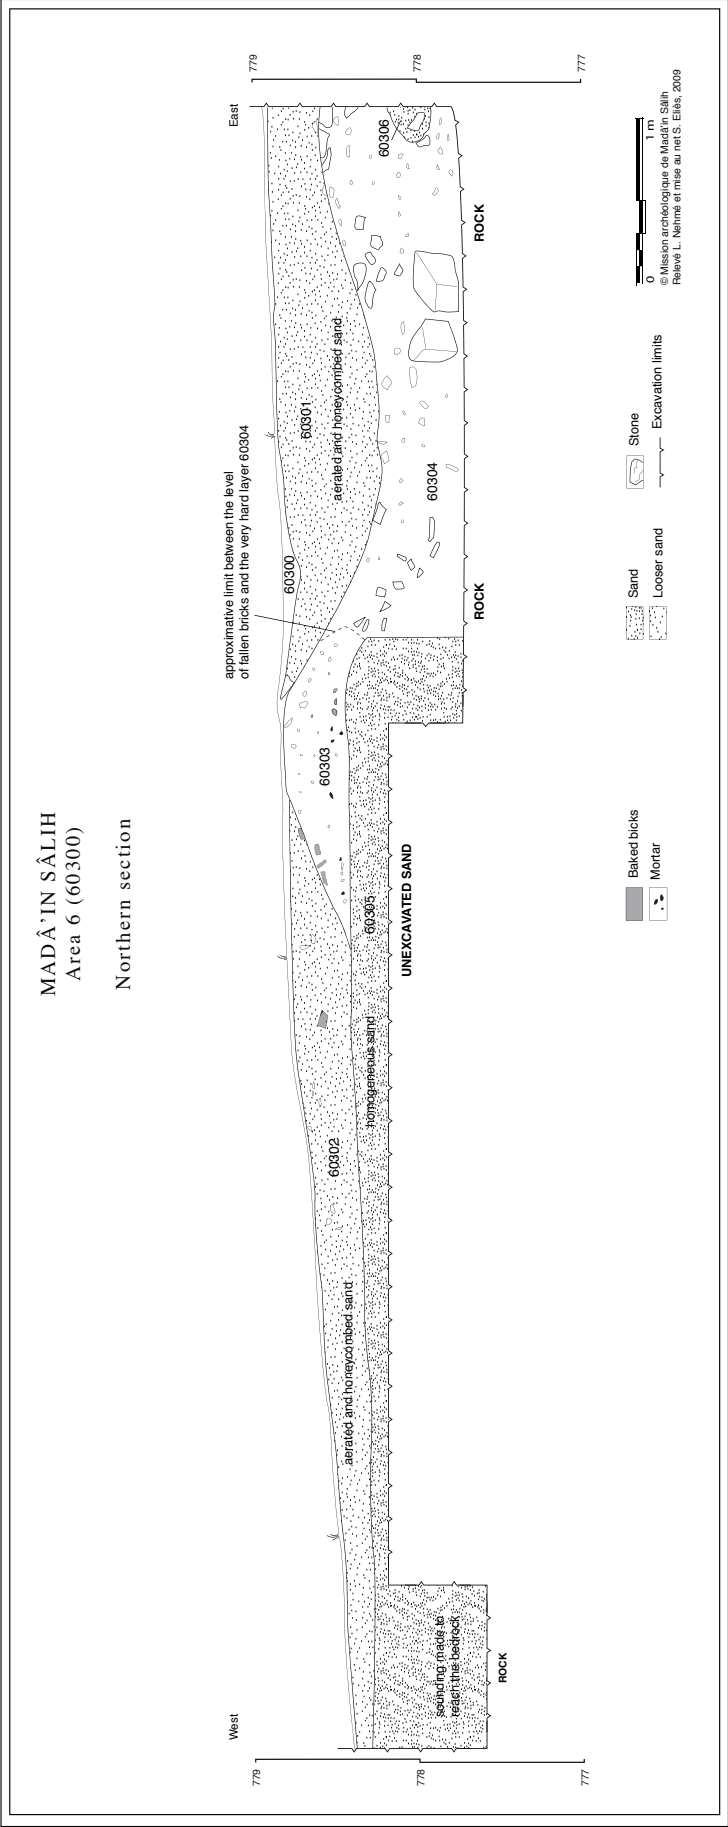 MADÂ'IN SÂLIH
Area 6 (60300)
Northern section
West
East
779
778
777
779
778
777
approximative limit between the level
of fallen bricks and the very hard layer 60304
60300
60301
aerated and honeycombed sand
60306
60303
60304
60302
aerated and honeycombed sand
60305
homogeneous sand
sounding made to
reach the bedrock
UNEXCAVATED SAND
ROCK
ROCK
ROCK
Baked bicks
Mortar
Sand
Looser sand
Stone
Excavation limits
0
1 m
© Mission archéologique de Madâ'in Sâlih
Relevé L. Nehmé et mise au net S. Eliès, 2009